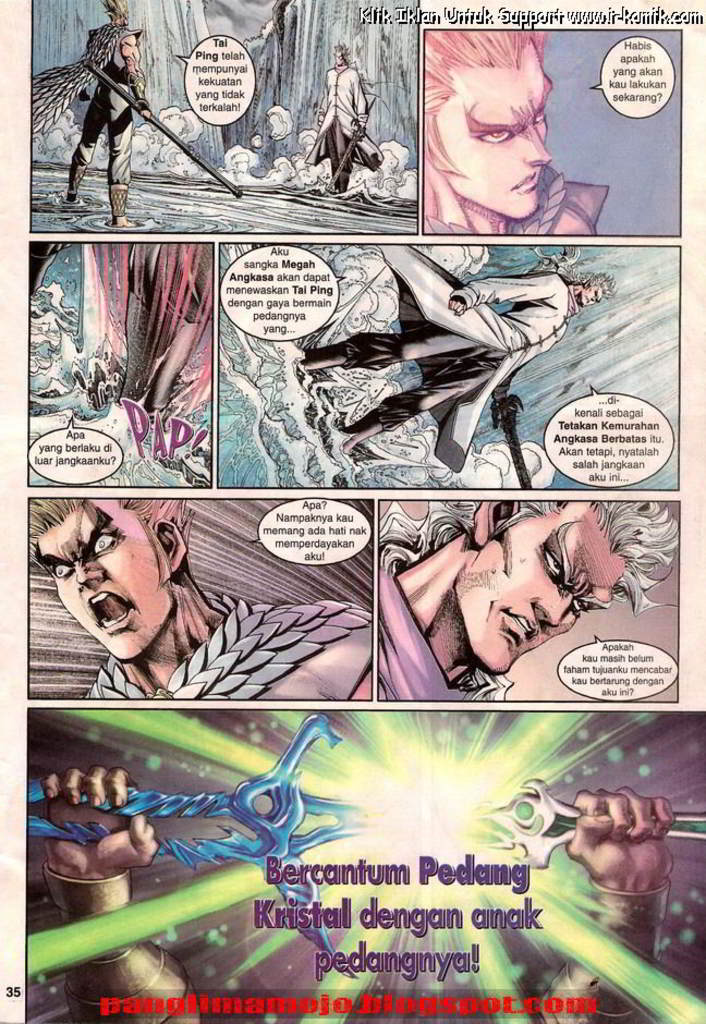 Klik Iklan Untuk Support www.ir-komik.com
Tai
Ping telah
mempunyai
kekuatan
yang tidak
terkalah!
Habis
apakah
yang akan
kau lakukan
sekarang?
Aku
sangka Megah
Angkasa akan dapat
menewaskan Tai Ping
dengan gaya bermain
pedangnya
yang...
Apa
yang berlaku di
luar jangkaanku?
PAP!
...di-
kenali sebagai
Tetakan Kemurahan
Angkasa Berbatas itu.
Akan tetapi, nyatalah
salah jangkaan
aku ini...
Apa?
Nampaknya kau
memang ada hati nak
memperdayakan
aku!
Apakah
kau masih belum
faham tujuanku mencabar
kau bertarung dengan
aku ini?
Bercantum Pedang
Kristal dengan anak
pedangnya!
35
panglimamojo.blogspot.com